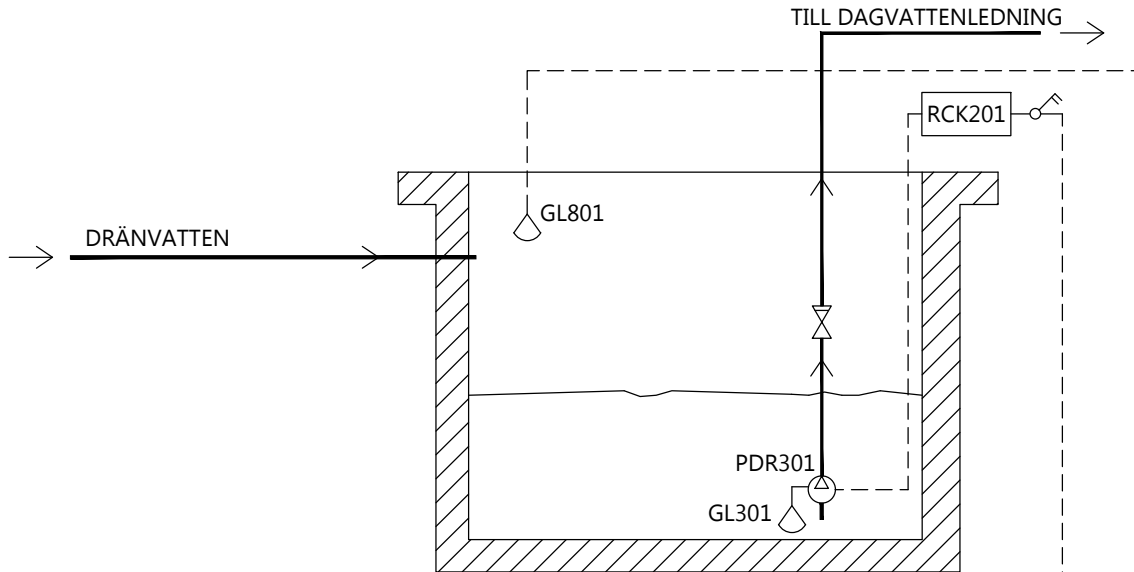 TILL DAGVATTENLEDNING
RCK201
GL801
DRÄNVATTEN
PDR301
GL301